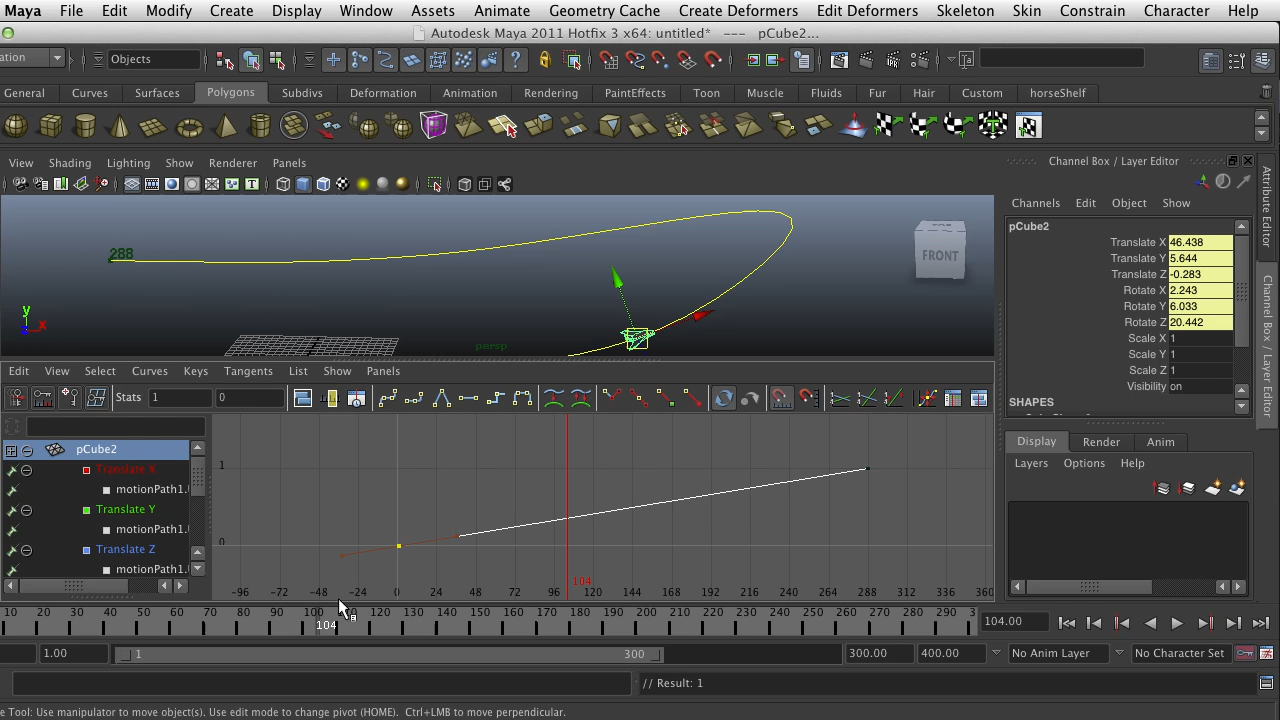 Maya File Edit Modify Create Display Window Assets Animate Geometry Cache Create Deformers Edit Deformers Skeleton Skin Constrain Character Help
Autodesk Maya 2011 Hotfix 3 x64: untitled* --- pCube2...
ation Objects
General Curves Surfaces Polygons Subdivs Deformation Animation Rendering PaintEffects Toon Muscle Fluids Fur Hair Custom horseShelf
View Shading Lighting Show Renderer Panels
Channel Box / Layer Editor
Channels Edit Object Show
pCube2
Translate X 46.438
Translate Y 5.644
Translate Z -0.283
Rotate X 2.243
Rotate Y 6.033
Rotate Z 20.442
Scale X 1
Scale Y 1
Scale Z 1
Visibility on
SHAPES
Attribute Editor
Channel Box / Layer Editor
288
FRONT
y
x
z
persp
Edit View Select Curves Keys Tangents List Show Panels
Stats 1 0
pCube2
Translate X
motionPath1.
Translate Y
motionPath1.
Translate Z
motionPath1.
1
0
104
-96 -72 -48 -24 0 24 48 72 96 120 144 168 192 216 240 264 288 312 336 360
Display Render Anim
Layers Options Help
10 20 30 40 50 60 70 80 90 100 120 130 140 150 160 170 180 190 200 210 220 230 240 250 260 270 280 290 3
104
104.00
1.00 1 300 300.00 400.00 No Anim Layer No Character Set
// Result: 1
e Tool: Use manipulator to move object(s). Use edit mode to change pivot (HOME). Ctrl+LMB to move perpendicular.